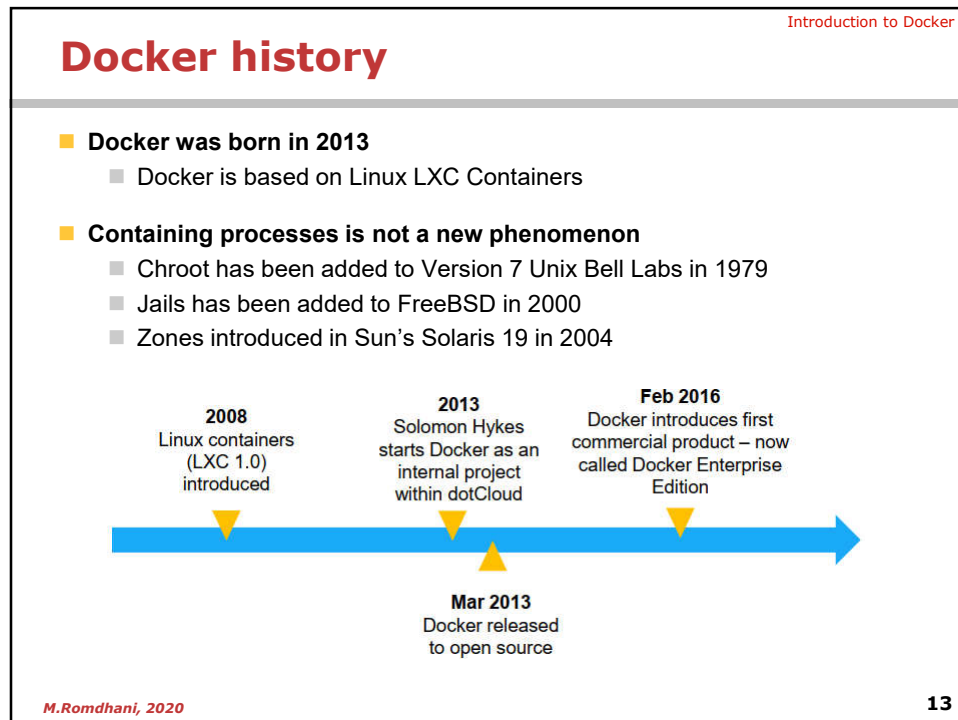 Introduction to Docker
Docker history
Docker was born in 2013
Docker is based on Linux LXC Containers
Containing processes is not a new phenomenon
Chroot has been added to Version 7 Unix Bell Labs in 1979
Jails has been added to FreeBSD in 2000
Zones introduced in Sun's Solaris 19 in 2004
2008
Linux containers
(LXC 1.0)
introduced
2013
Solomon Hykes
starts Docker as an
internal project
within dotCloud
Feb 2016
Docker introduces first
commercial product – now
called Docker Enterprise
Edition
Mar 2013
Docker released
to open source
M.Romdhani, 2020
13